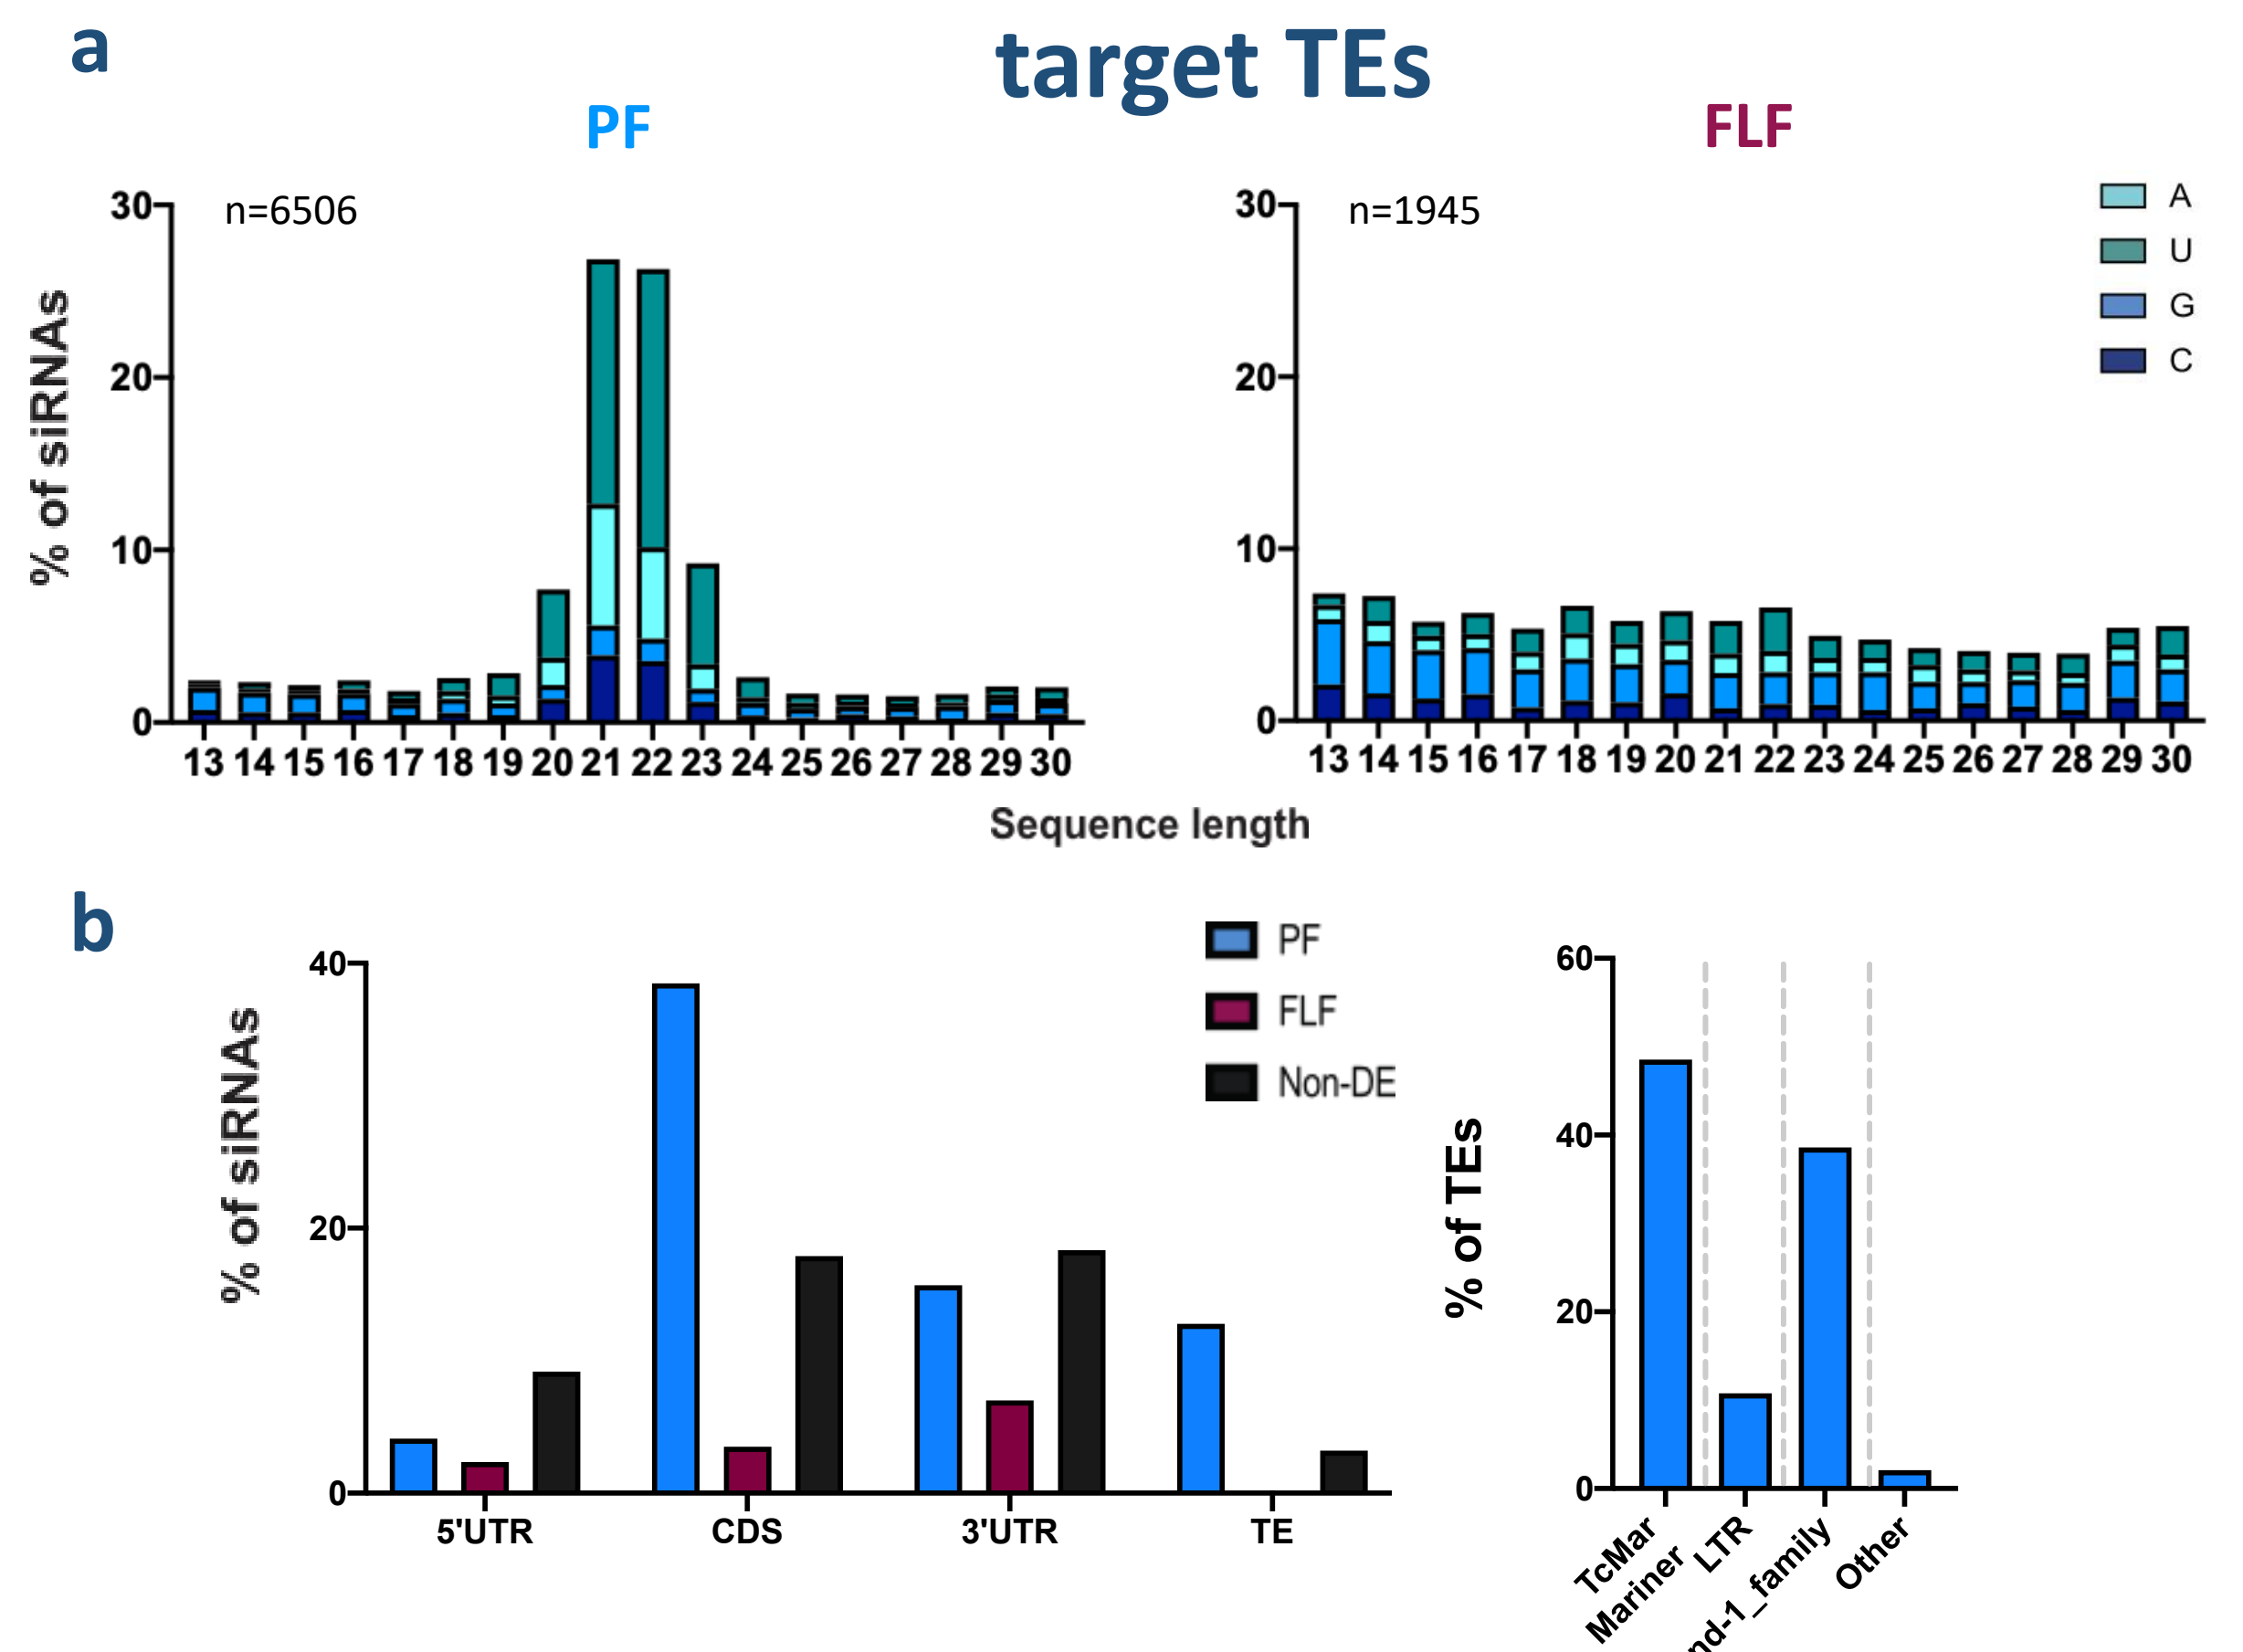 a
target TEs
PF
FLF
n=6506
n=1945
A
U
G
C
% of siRNAs
30
20
10
0
13 14 15 16 17 18 19 20 21 22 23 24 25 26 27 28 29 30
30
20
10
0
13 14 15 16 17 18 19 20 21 22 23 24 25 26 27 28 29 30
Sequence length
b
% of siRNAs
40
20
0
5'UTR CDS 3'UTR TE
PF
FLF
Non-DE
% of TEs
60
40
20
0
TcMar
Mariner
LTR
nd-1_family
Other